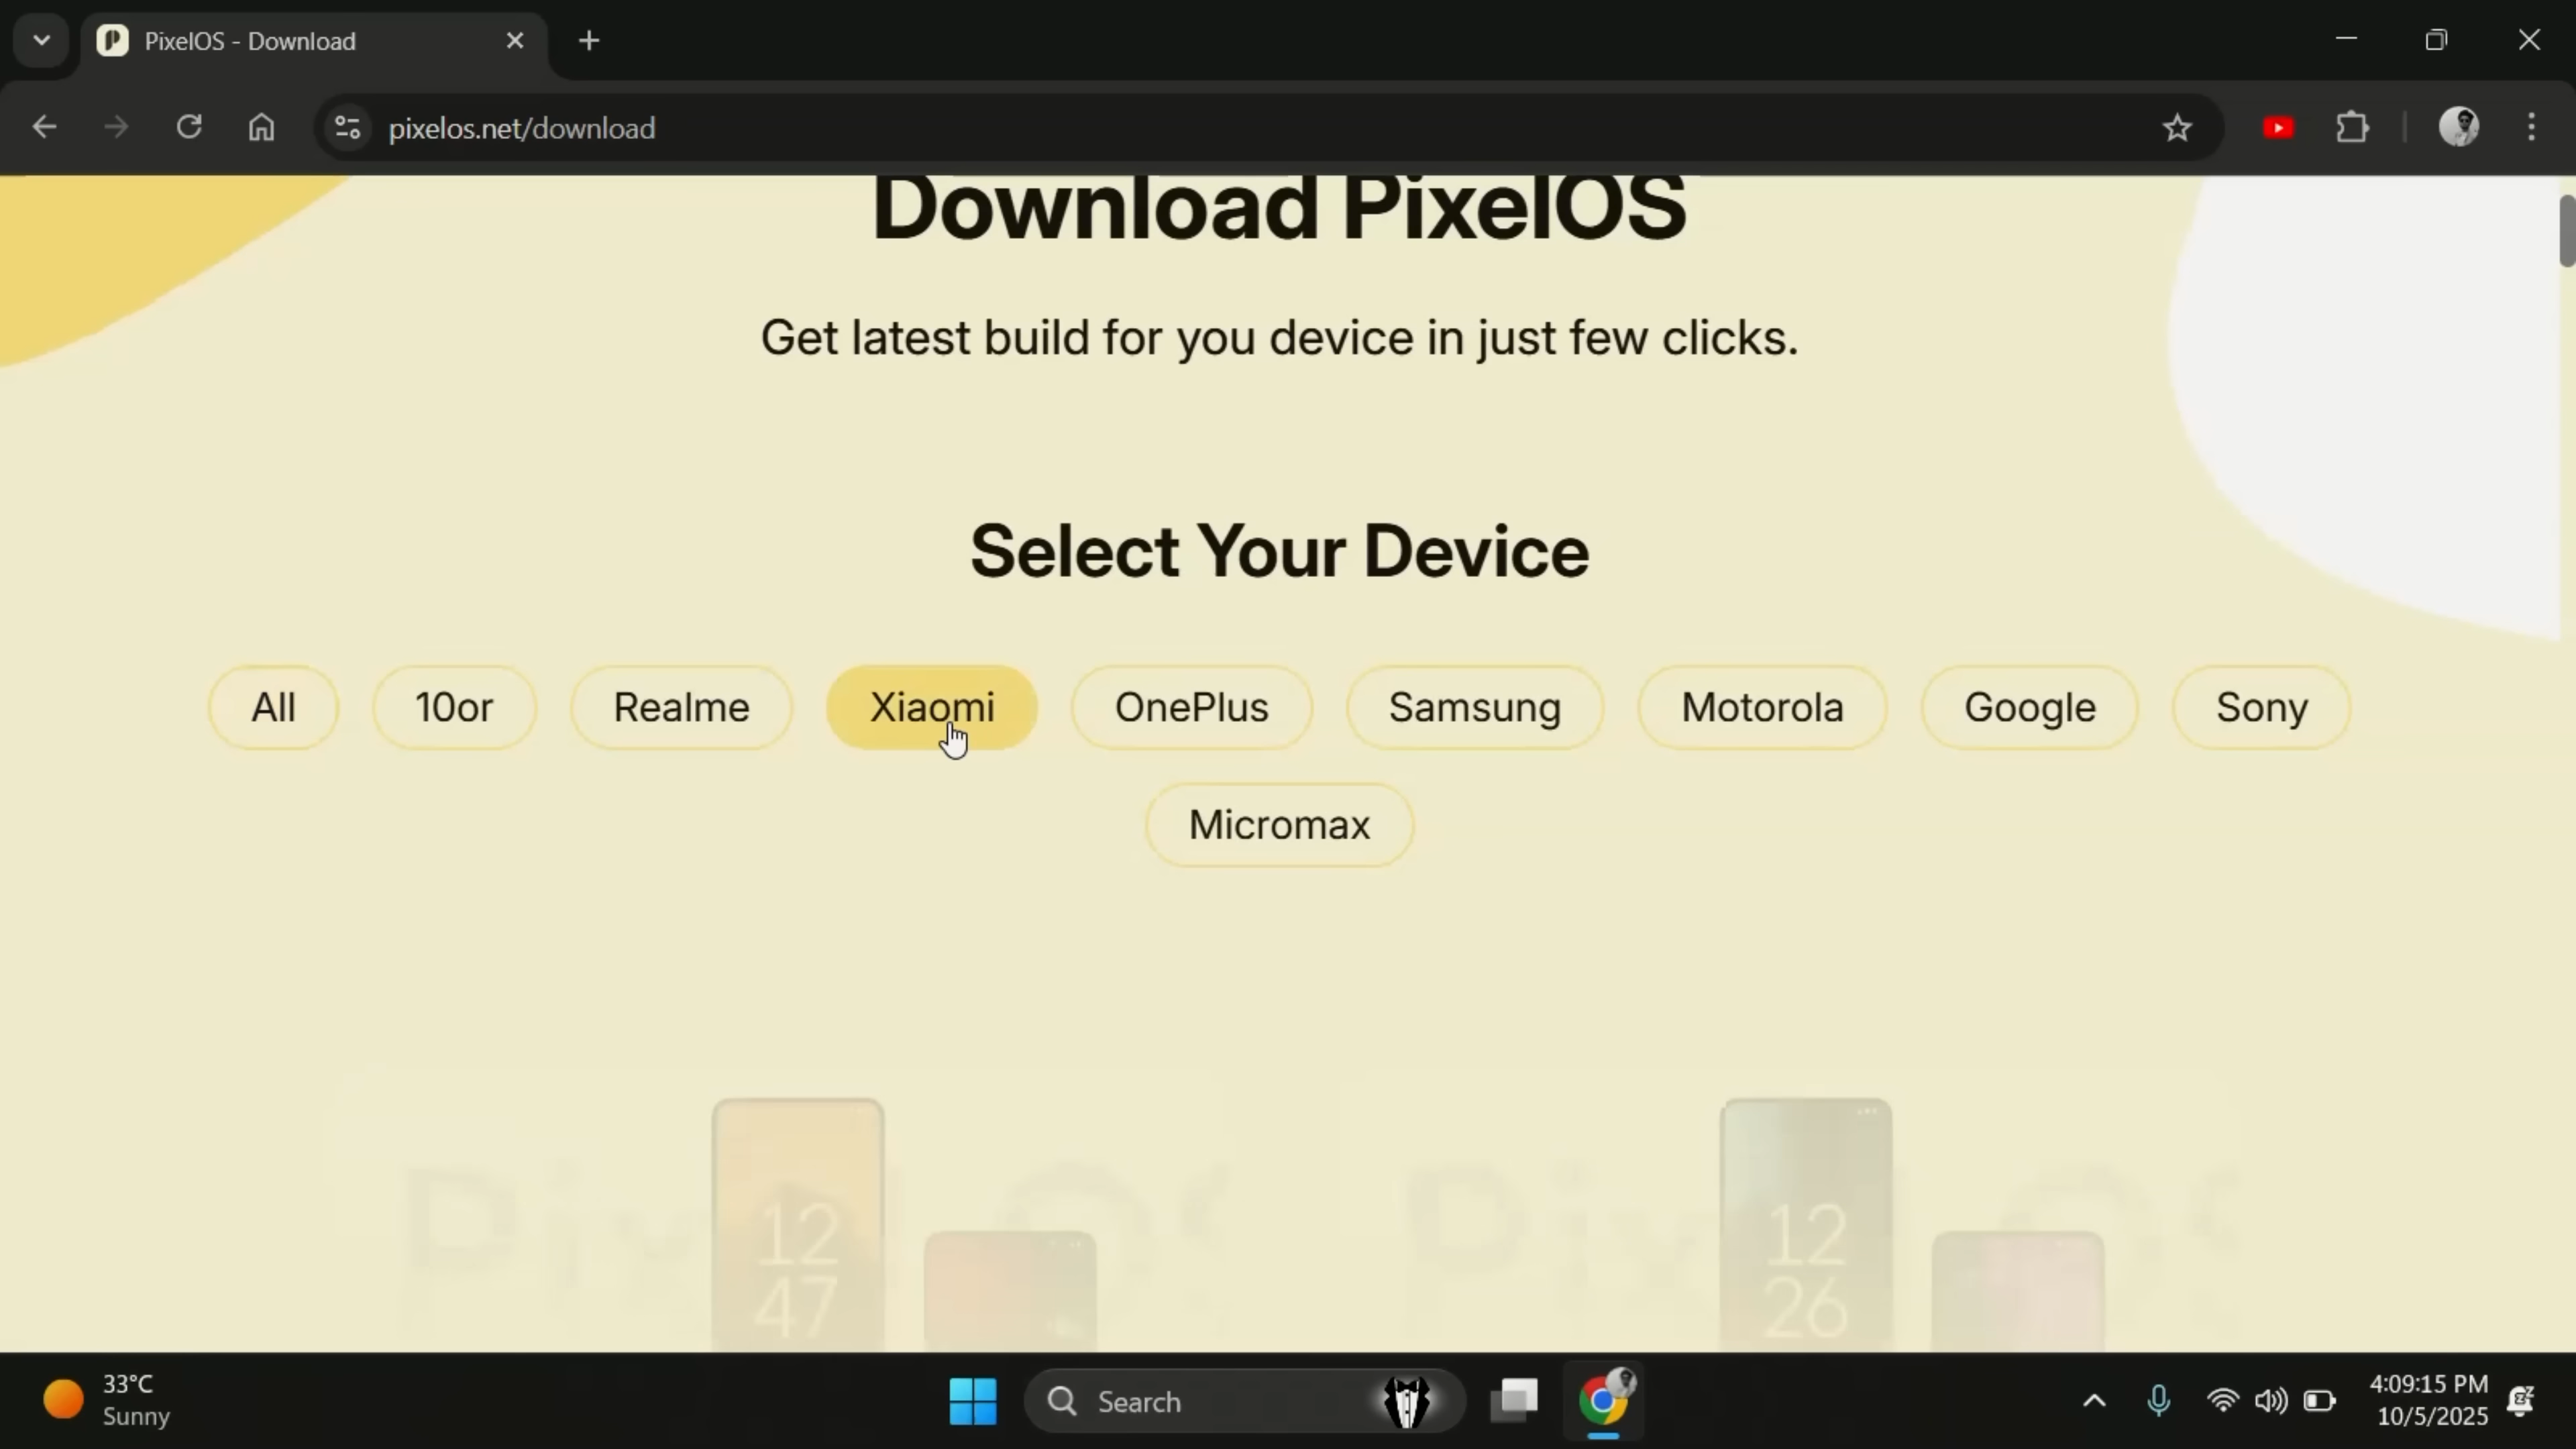 PixelOS - Download
pixelos.net/download
Download PixelOS
Get latest build for you device in just few clicks.
Select Your Device
All 10or Realme Xiaomi OnePlus Samsung Motorola Google Sony
Micromax
PixelOS PixelOS
12 12
47 26
33°C
Sunny
Search
4:09:15 PM
10/5/2025